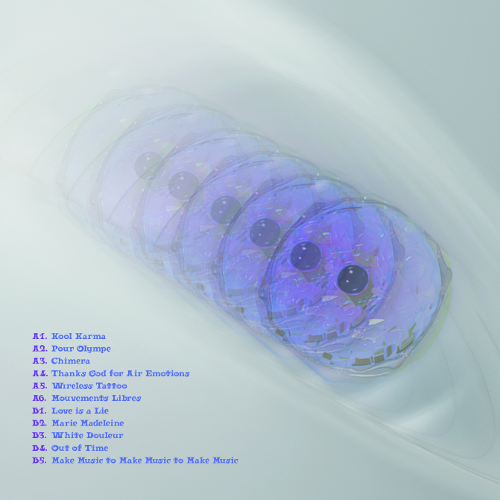 A1. Kool Karma
A2. Pour Olympe
A3. Chimera
A4. Thanks God for Air Emotions
A5. Wireless Tattoo
A6. Mouvements Libres
B1. Love is a Lie
B2. Marie Madeleine
B3. White Douleur
B4. Out of Time
B5. Make Music to Make Music to Make Music